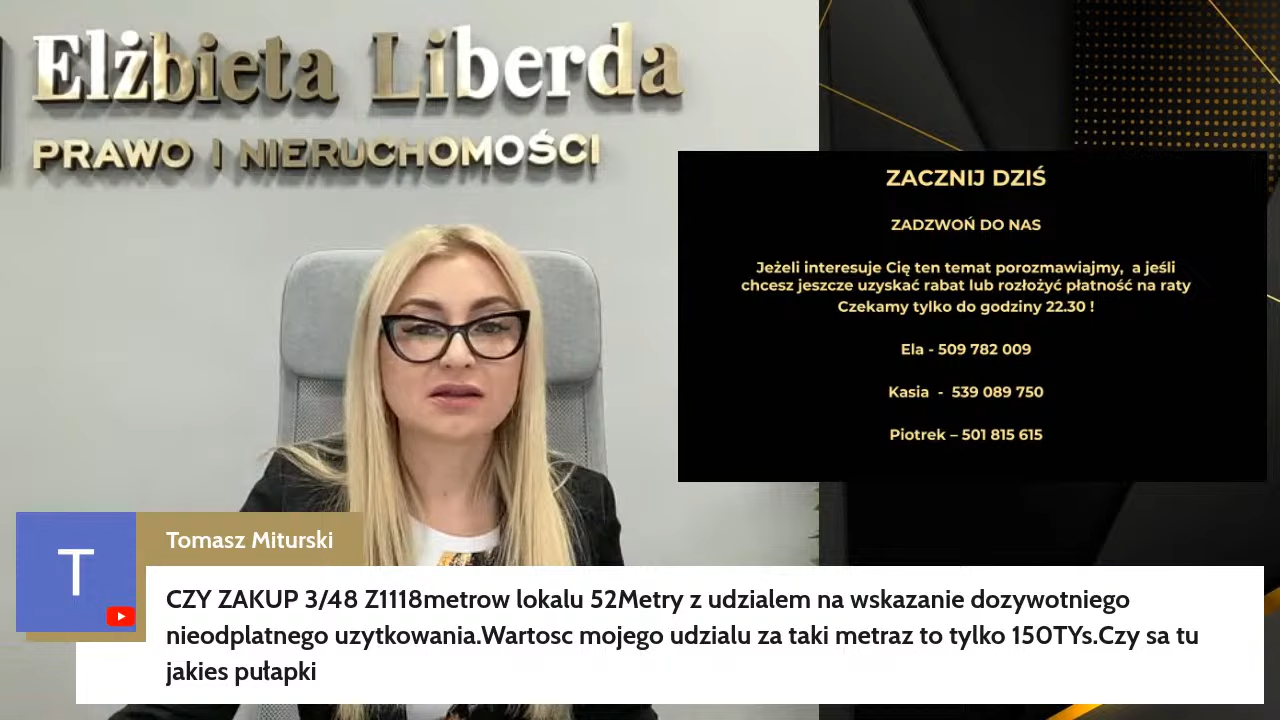 Elżbieta Liberda
PRAWO I NIERUCHOMOŚCI
ZACZNIJ DZIŚ
ZADZWOŃ DO NAS
Jeżeli interesuje Cię ten temat porozmawiajmy, a jeśli
chcesz jeszcze uzyskać rabat lub rozłożyć płatność na raty
Czekamy tylko do godziny 22.30 !
Ela - 509 782 009
Kasia - 539 089 750
Piotrek – 501 815 615
T
Tomasz Miturski
CZY ZAKUP 3/48 Z1118metrow lokalu 52Metry z udzialem na wskazanie dozywotniego
nieodplatnego uzytkowania.Wartosc mojego udzialu za taki metraz to tylko 150TYs.Czy sa tu
jakies pułapki